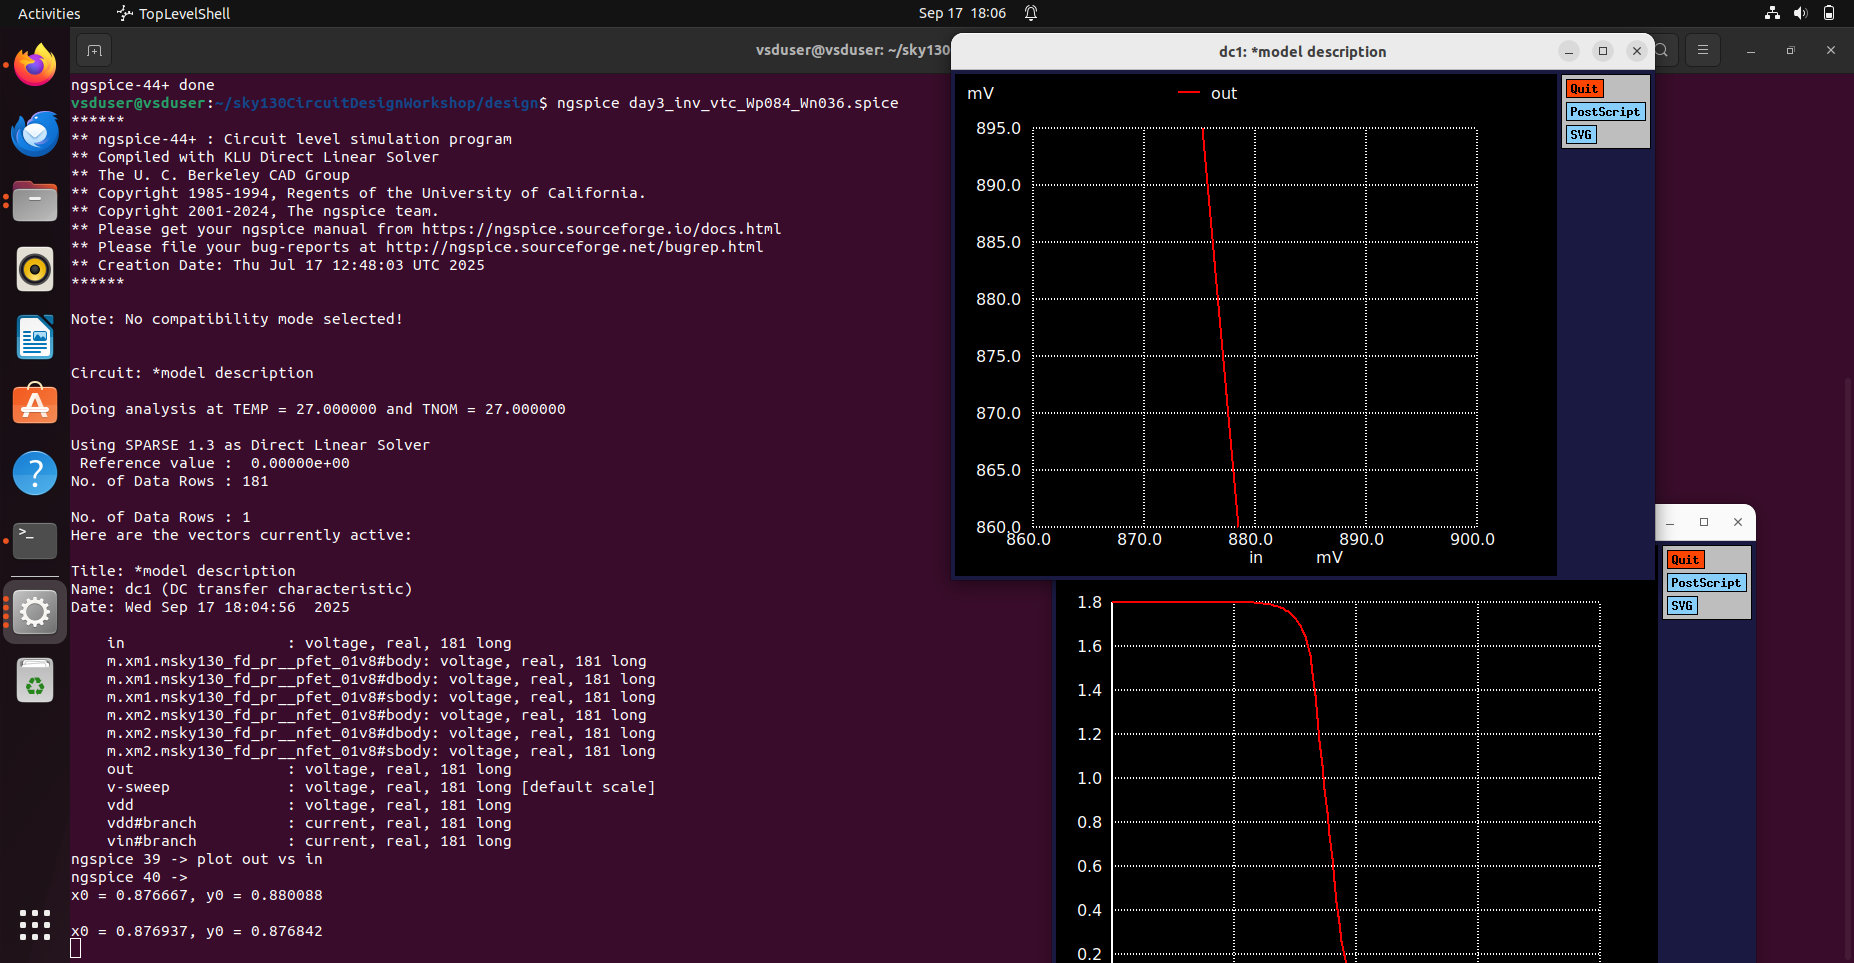 Activities
TopLevelShell
Sep 17 18:06
vsduser@vsduser: ~/sky130
ngspice-44+ done
vsduser@vsduser:~/sky130CircuitDesignWorkshop/design$ ngspice day3_inv_vtc_Wp084_Wn036.spice
******
** ngspice-44+ : Circuit level simulation program
** Compiled with KLU Direct Linear Solver
** The U. C. Berkeley CAD Group
** Copyright 1985-1994, Regents of the University of California.
** Copyright 2001-2024, The ngspice team.
** Please get your ngspice manual from https://ngspice.sourceforge.io/docs.html
** Please file your bug-reports at http://ngspice.sourceforge.net/bugrep.html
** Creation Date: Thu Jul 17 12:48:03 UTC 2025
******
Note: No compatibility mode selected!
Circuit: *model description
Doing analysis at TEMP = 27.000000 and TNOM = 27.000000
Using SPARSE 1.3 as Direct Linear Solver
Reference value : 0.00000e+00
No. of Data Rows : 181
No. of Data Rows : 1
Here are the vectors currently active:
Title: *model description
Name: dc1 (DC transfer characteristic)
Date: Wed Sep 17 18:04:56 2025
in : voltage, real, 181 long
m.xm1.msky130_fd_pr__pfet_01v8#body: voltage, real, 181 long
m.xm1.msky130_fd_pr__pfet_01v8#dbody: voltage, real, 181 long
m.xm1.msky130_fd_pr__pfet_01v8#sbody: voltage, real, 181 long
m.xm2.msky130_fd_pr__nfet_01v8#body: voltage, real, 181 long
m.xm2.msky130_fd_pr__nfet_01v8#dbody: voltage, real, 181 long
m.xm2.msky130_fd_pr__nfet_01v8#sbody: voltage, real, 181 long
out : voltage, real, 181 long
v-sweep : voltage, real, 181 long [default scale]
vdd : voltage, real, 181 long
vdd#branch : current, real, 181 long
vin#branch : current, real, 181 long
ngspice 39 -> plot out vs in
ngspice 40 ->
x0 = 0.876667, y0 = 0.880088
x0 = 0.876937, y0 = 0.876842
dc1: *model description
mV
out
895.0
890.0
885.0
880.0
875.0
870.0
865.0
860.0
860.0 870.0 880.0 890.0 900.0
in mV
Quit
PostScript
SVG
1.8
1.6
1.4
1.2
1.0
0.8
0.6
0.4
0.2
Quit
PostScript
SVG